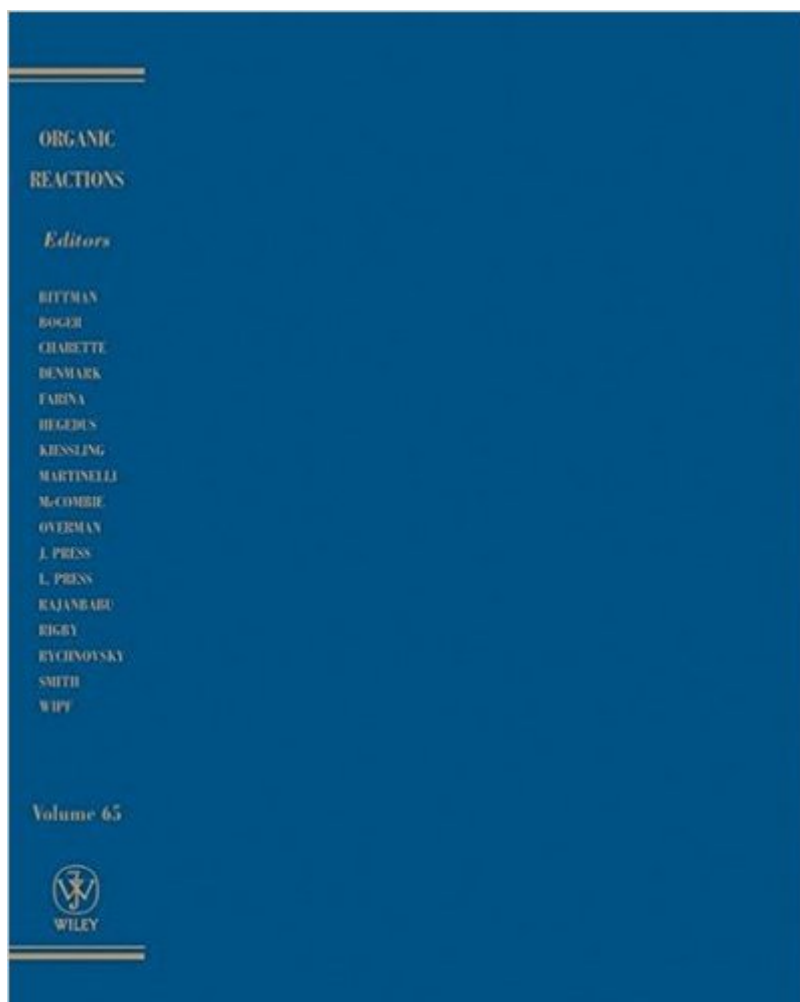 ORGANIC
REACTIONS
Editors
BITTMAN
BOGER
CHARETTE
DENMARK
FARINA
HEGEDUS
KIESSLING
MARTINELLI
McCOMBIE
OVERMAN
J. PRESS
L. PRESS
RAJANBABU
RIGBY
RYCHNOVSKY
SMITH
WIPF
Volume 65
WILEY